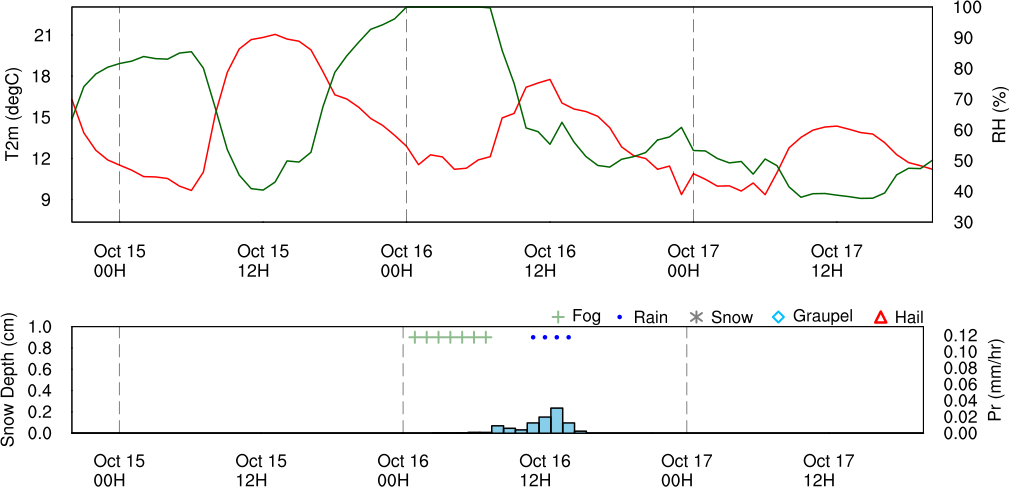 T2m (degC)
21
18
15
12
9
100
90
80
70
60
50
40
30
RH (%)
Oct 15 Oct 15 Oct 16 Oct 16 Oct 17 Oct 17
00H 12H 00H 12H 00H 12H
Fog Rain Snow Graupel Hail
Snow Depth (cm)
1.0
0.8
0.6
0.4
0.2
0.0
0.12
0.10
0.08
0.06
0.04
0.02
0.00
Pr (mm/hr)
Oct 15 Oct 15 Oct 16 Oct 16 Oct 17 Oct 17
00H 12H 00H 12H 00H 12H